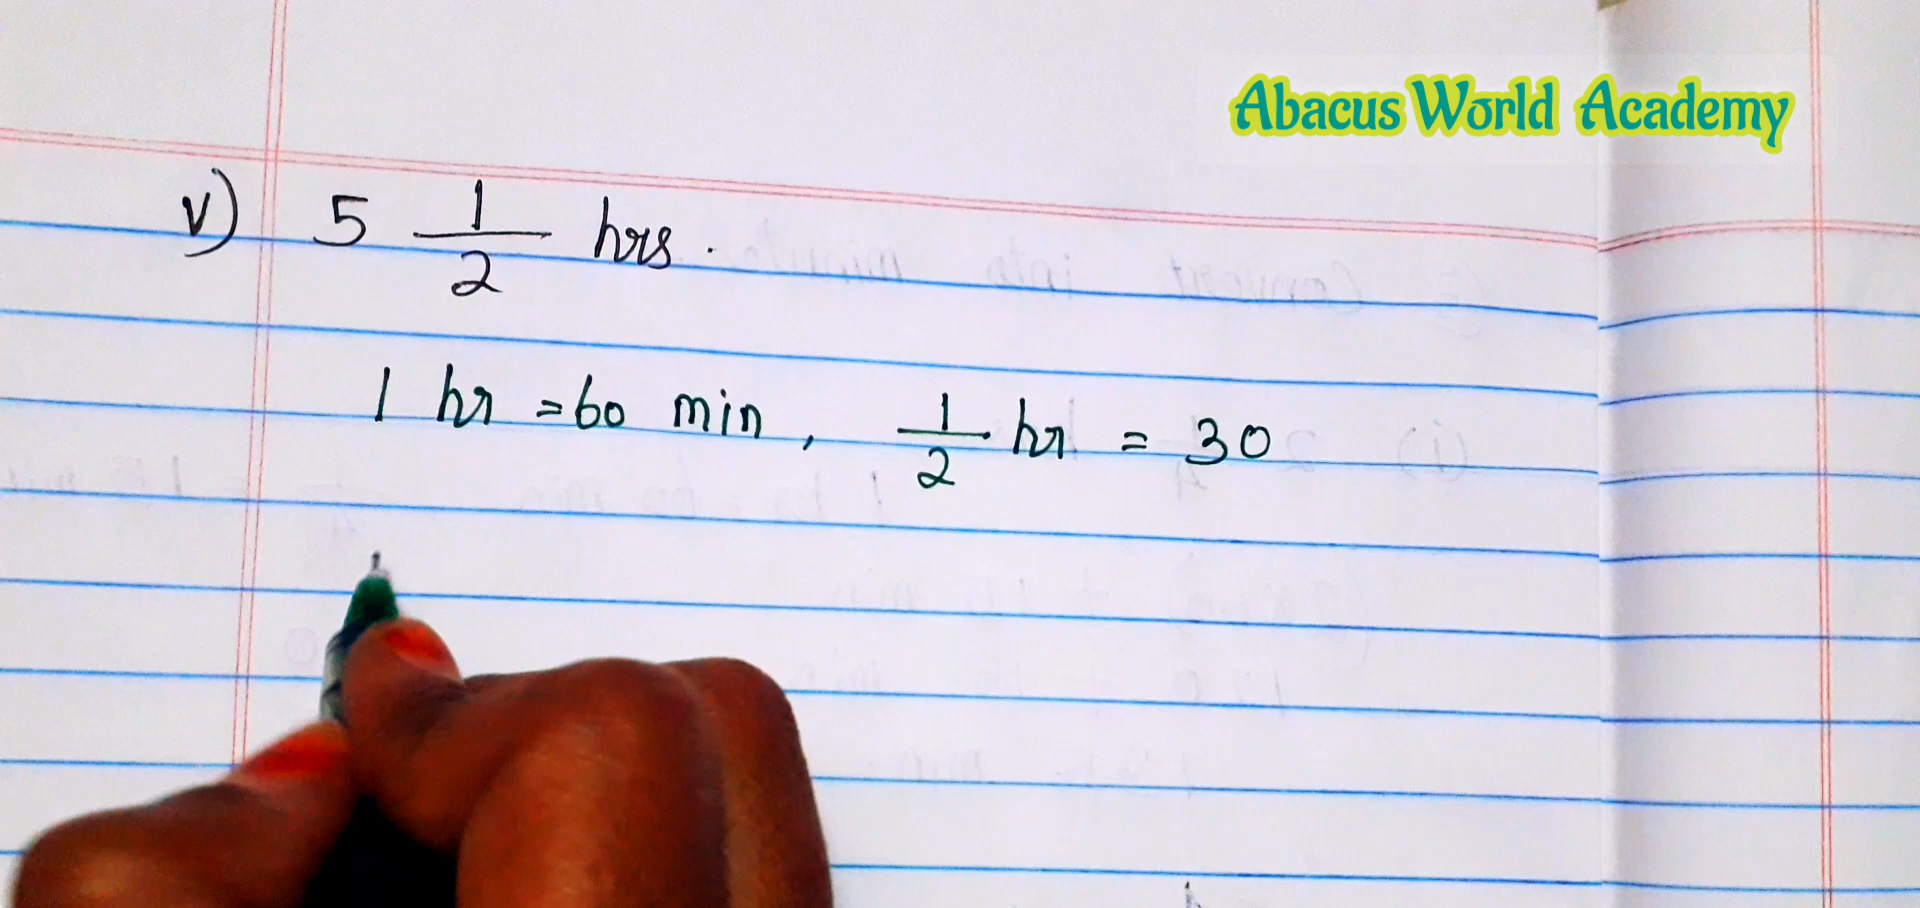 Abacus World Academy
v) 5 1/2 hrs.
1 hr = 60 min, 1/2 hr = 30